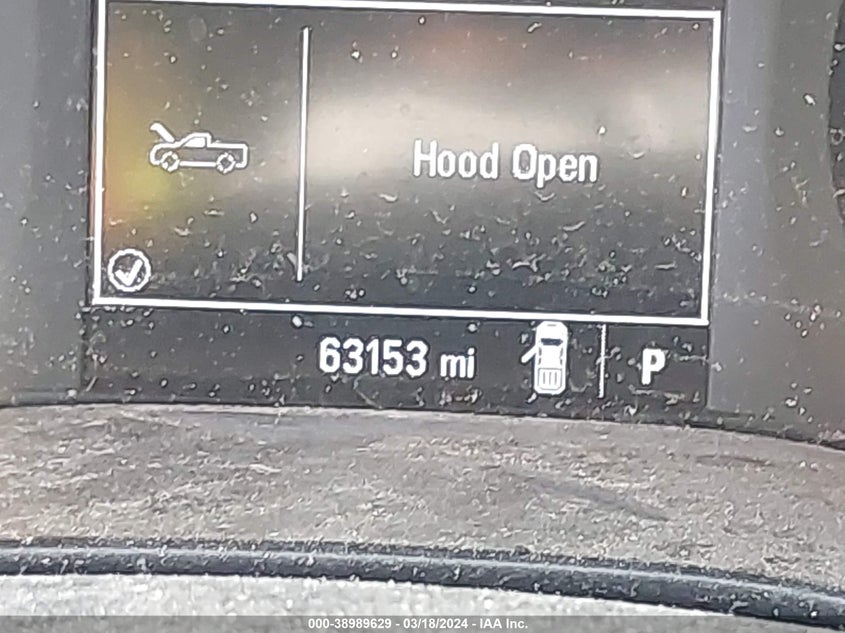 Hood Open
63153 mi
P
000-38989629 - 03/18/2024 - IAA Inc.